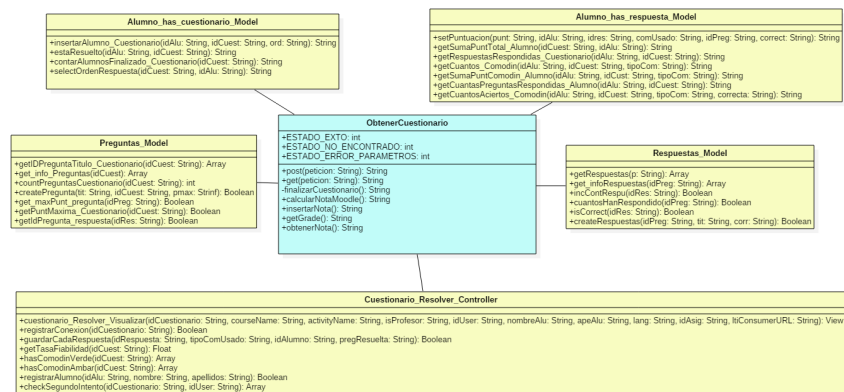 Alumno_has_cuestionario_Model
+insertarAlumno_Cuestionario(idAlu: String, idCuest: String, ord: String): String
+estaResuelto(idAlu: String, idCuest: String): String
+contarAlumnosFinalizado_Cuestionario(idCuest: String): String
+selectOrdenRespuesta(idCuest: String, idAlu: String): String
Alumno_has_respuesta_Model
+setPuntuacion(punt: String, idAlu: String, idres: String, comUsado: String, idPreg: String, correct: String): String
+getSumaPuntTotal_Alumno(idCuest: String, idAlu: String): String
+getRespuestasRespondidas_Cuestionario(idAlu: String, idCuest: String): String
+getCuantos_Comodin(idAlu: String, idCuest: String, tipoCom: String): String
+getSumaPuntComodin_Alumno(idAlu: String, idCust: String, tipoCom: String): String
+getCuantasPreguntasRespondidas_Alumno(idAlu: String, idCuest: String): String
+getCuantosAciertos_Comodin(idAlu: String, idCuest: String, tipoCom: String, correcta: String): String
ObtenerCuestionario
+ESTADO_EXTO: int
+ESTADO_NO_ENCONTRADO: int
+ESTADO_ERROR_PARAMETROS: int
+post(peticion: String): String
+get(peticion: String): String
-finalizarCuestionario(): String
+calcularNotaMoodle(): String
+insertarNota(): String
+getGrade(): String
+obtenerNota(): String
Preguntas_Model
+getIDPreguntaTitulo_Cuestionario(idCuest: String): Array
+get_info_Preguntas(idCuest): Array
+countPreguntasCuestionario(idCuest: String): int
+createPregunta(tit: String, idCuest: String, pmax: Strinf): Boolean
+get_maxPunt_pregunta(idPreg: String): Boolean
+getPuntMaxima_Cuestionario(idCuest: String): Boolean
+getIdPregunta_respuesta(idRes: String): Boolean
Respuestas_Model
+getRespuestas(p: String): Array
+get_infoRespuestas(idPreg: String): Array
+incContRespu(idRes: String): Boolean
+cuantosHanRespondido(idPreg: String): Boolean
+isCorrect(idRes: String): Boolean
+createRespuestas(idPreg: String, tit: String, corr: String): Boolean
Cuestionario_Resolver_Controller
+cuestionario_Resolver_Visualizar(idCuestionario: String, courseName: String, activityName: String, isProfesor: String, idUser: String, nombreAlu: String, apeAlu: String, lang: String, idAsig: String, ltiConsumerURL: String): View
+registrarConexion(idCuestionario: String): Boolean
+guardarCadaRespuesta(idRespuesta: String, tipoComUsado: String, idAlumno: String, pregResuelta: String): Boolean
+getTasaFiabilidad(idCuest: String): Float
+hasComodinVerde(idCuest: String): Array
+hasComodinAmbar(idCuest: String): Array
+registrarAlumno(idAlu: String, nombre: String, apellidos: String): Boolean
+checkSegundoIntento(idCuestionario: String, idUser: String): Array